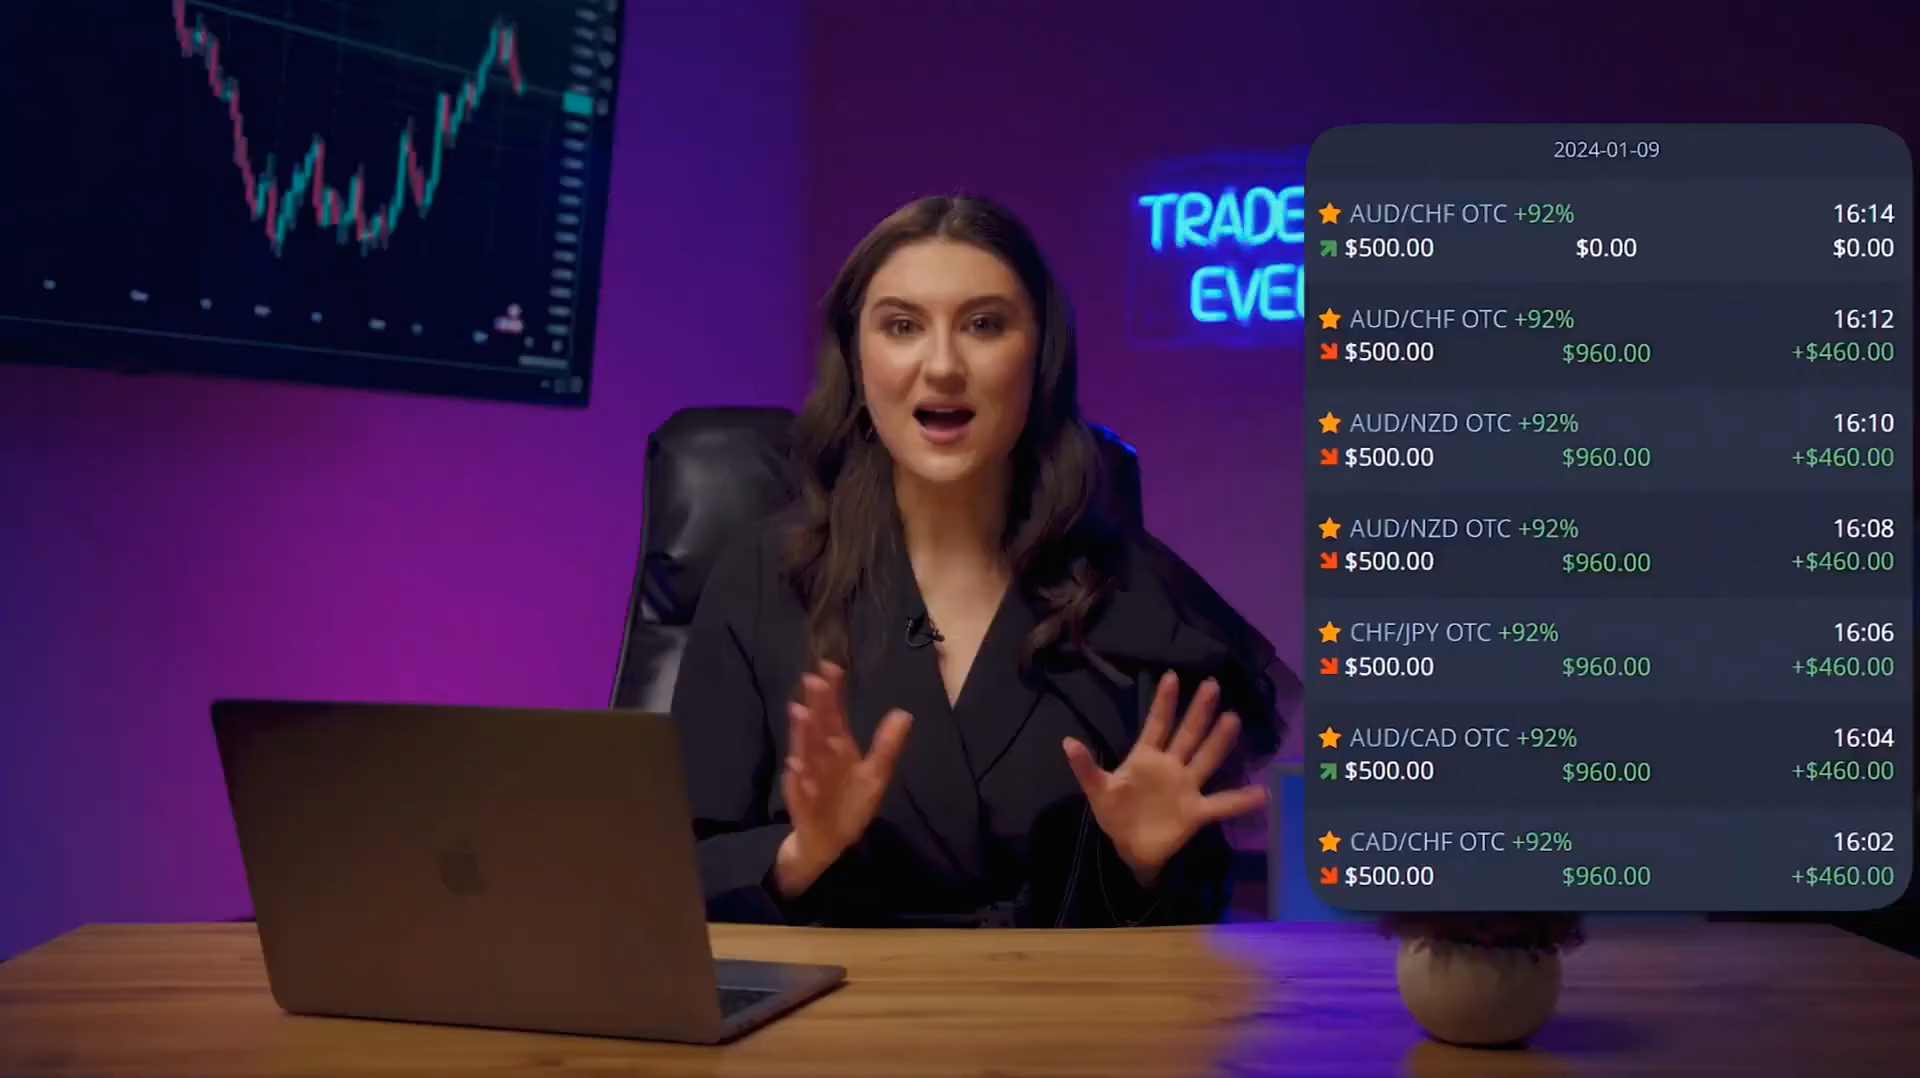 TRADE
EVE
2024-01-09
AUD/CHF OTC +92% 16:14
$500.00 $0.00 $0.00
AUD/CHF OTC +92% 16:12
$500.00 $960.00 +$460.00
AUD/NZD OTC +92% 16:10
$500.00 $960.00 +$460.00
AUD/NZD OTC +92% 16:08
$500.00 $960.00 +$460.00
CHF/JPY OTC +92% 16:06
$500.00 $960.00 +$460.00
AUD/CAD OTC +92% 16:04
$500.00 $960.00 +$460.00
CAD/CHF OTC +92% 16:02
$500.00 $960.00 +$460.00